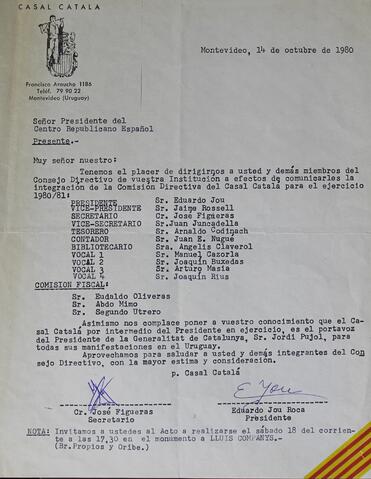 CASAL CATALA
Francisco Araucho 1186
Teléf. 79 90 22
Montevideo (Uruguay)
Montevideo, 14 de octubre de 1980
Señor Presidente del
Centro Republicano Español
Presente.-
Muy señor nuestro:
Tenemos el placer de dirigirnos a usted y demás miembros del
Consejo Directivo de vuestra Institución a efectos de comunicarles la
integración de la Comisión Directiva del Casal Catalá para el ejercicio
1980/81:
PRESIDENTE Sr. Eduardo Jou
VICE-PRESIDENTE Sr. Jaime Rossell
SECRETARIO Sr. José Figueras
VICE-SECRETARIO Sr. Juan Juncadella
TESORERO Sr. Arnaldo Codinach
CONTADOR Sr. Juan E. Nugué
BIBLIOTECARIO Sra. Angelis Claverol
VOCAL 1 Sr. Manuel Cazorla
VOCAL 2 Sr. Joaquín Buxedas
VOCAL 3 Sr. Arturo Masia
VOCAL 4 Sr. Joaquín Rius
COMISION FISCAL:
Sr. Eudaldo Oliveras
Sr. Abdo Mimo
Sr. Segundo Utrero
Asimismo nos complace poner a vuestro conocimiento que el Ca-
sal Catalá por intermedio del Presidente en ejercicio, es el portavoz
del Presidente de la Generalitat de Catalunya, Sr. Jordi Pujol, para
todas sus manifestaciones en el Uruguay.
Aprovechamos para saludar a usted y demás integrantes del Con
sejo Directivo, con la mayor estima y consideración.
p. Casal Catalá
E. Jou
Cr. José Figueras Eduardo Jou Roca
Secretario Presidente
NOTA: Invitamos a ustedes al Acto a realizarse el sábado 18 del corrien-
te a las 17,30 en el monumento a LLUIS COMPANYS.-
(Br.Propios y Oribe).